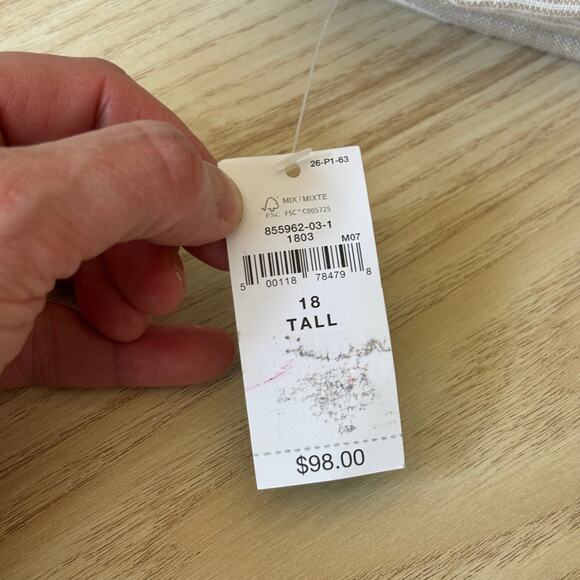 26-P1-63
MIX / MIXTE
FSC FSC™ C005725
855962-03-1
1803 M07
5 00118 78479 8
18
TALL
$98.00